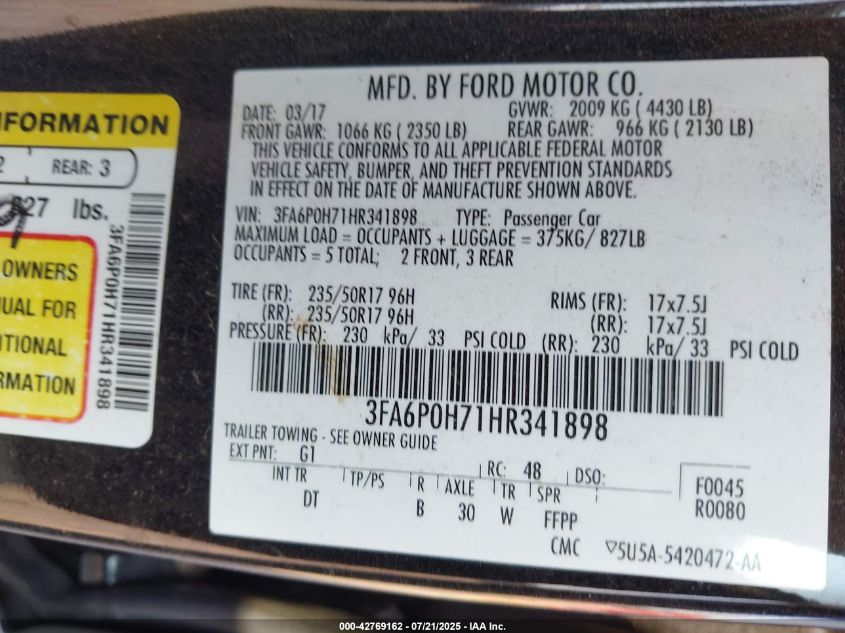 INFORMATION
2 REAR: 3
827 lbs.
OWNERS
FOR
3FA6P0H71HR341898
MFD. BY FORD MOTOR CO.
DATE: 03/17 GVWR: 2009 KG ( 4430 LB)
FRONT GAWR: 1066 KG ( 2350 LB) REAR GAWR: 966 KG ( 2130 LB)
THIS VEHICLE CONFORMS TO ALL APPLICABLE FEDERAL MOTOR
VEHICLE SAFETY, BUMPER, AND THEFT PREVENTION STANDARDS
IN EFFECT ON THE DATE OF MANUFACTURE SHOWN ABOVE.
VIN: 3FA6P0H71HR341898 TYPE: Passenger Car
MAXIMUM LOAD = OCCUPANTS + LUGGAGE = 375KG/ 827LB
OCCUPANTS = 5 TOTAL; 2 FRONT, 3 REAR
TIRE (FR): 235/50R17 96H RIMS (FR): 17x7.5J
(RR): 235/50R17 96H (RR): 17x7.5J
PRESSURE (FR): 230 kPa/ 33 PSI COLD (RR): 230 kPa/ 33 PSI COLD
3FA6P0H71HR341898
TRAILER TOWING - SEE OWNER GUIDE
EXT PNT: G1 RC: 48 DSO:
INT TR TP/PS R AXLE TR SPR F0045
DT B 30 W FFPP R0080
CMC ▽5U5A-5420472-AA
000-42769162 - 07/21/2025 - IAA Inc.